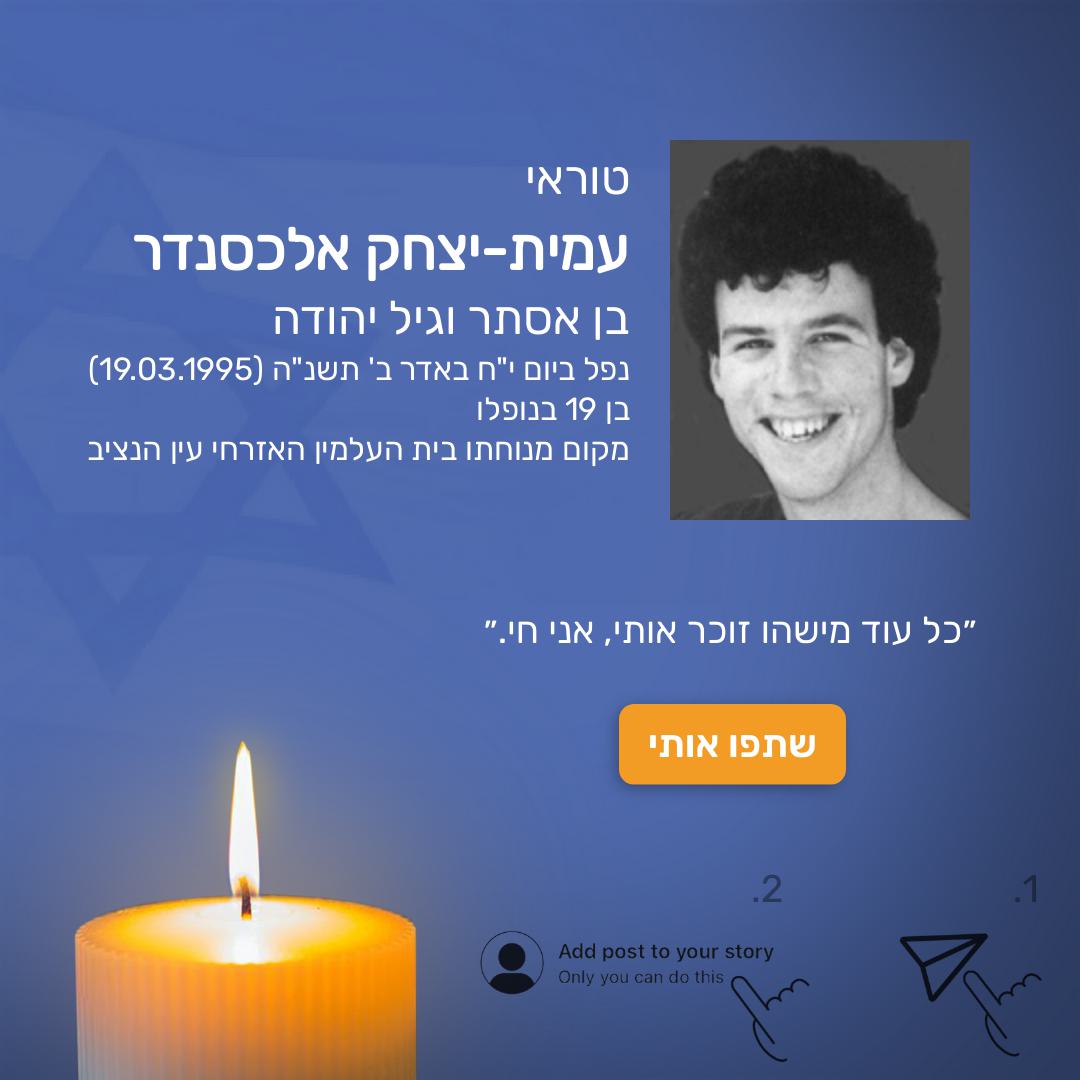 טוראי
עמית-יצחק אלכסנדר
בן אסתר וגיל יהודה
נפל ביום י"ח באדר ב' תשנ"ה (19.03.1995)
בן 19 בנופלו
מקום מנוחתו בית העלמין האזרחי עין הנציב
״כל עוד מישהו זוכר אותי, אני חי.״
שתפו אותי
1.
2.
Add post to your story
Only you can do this